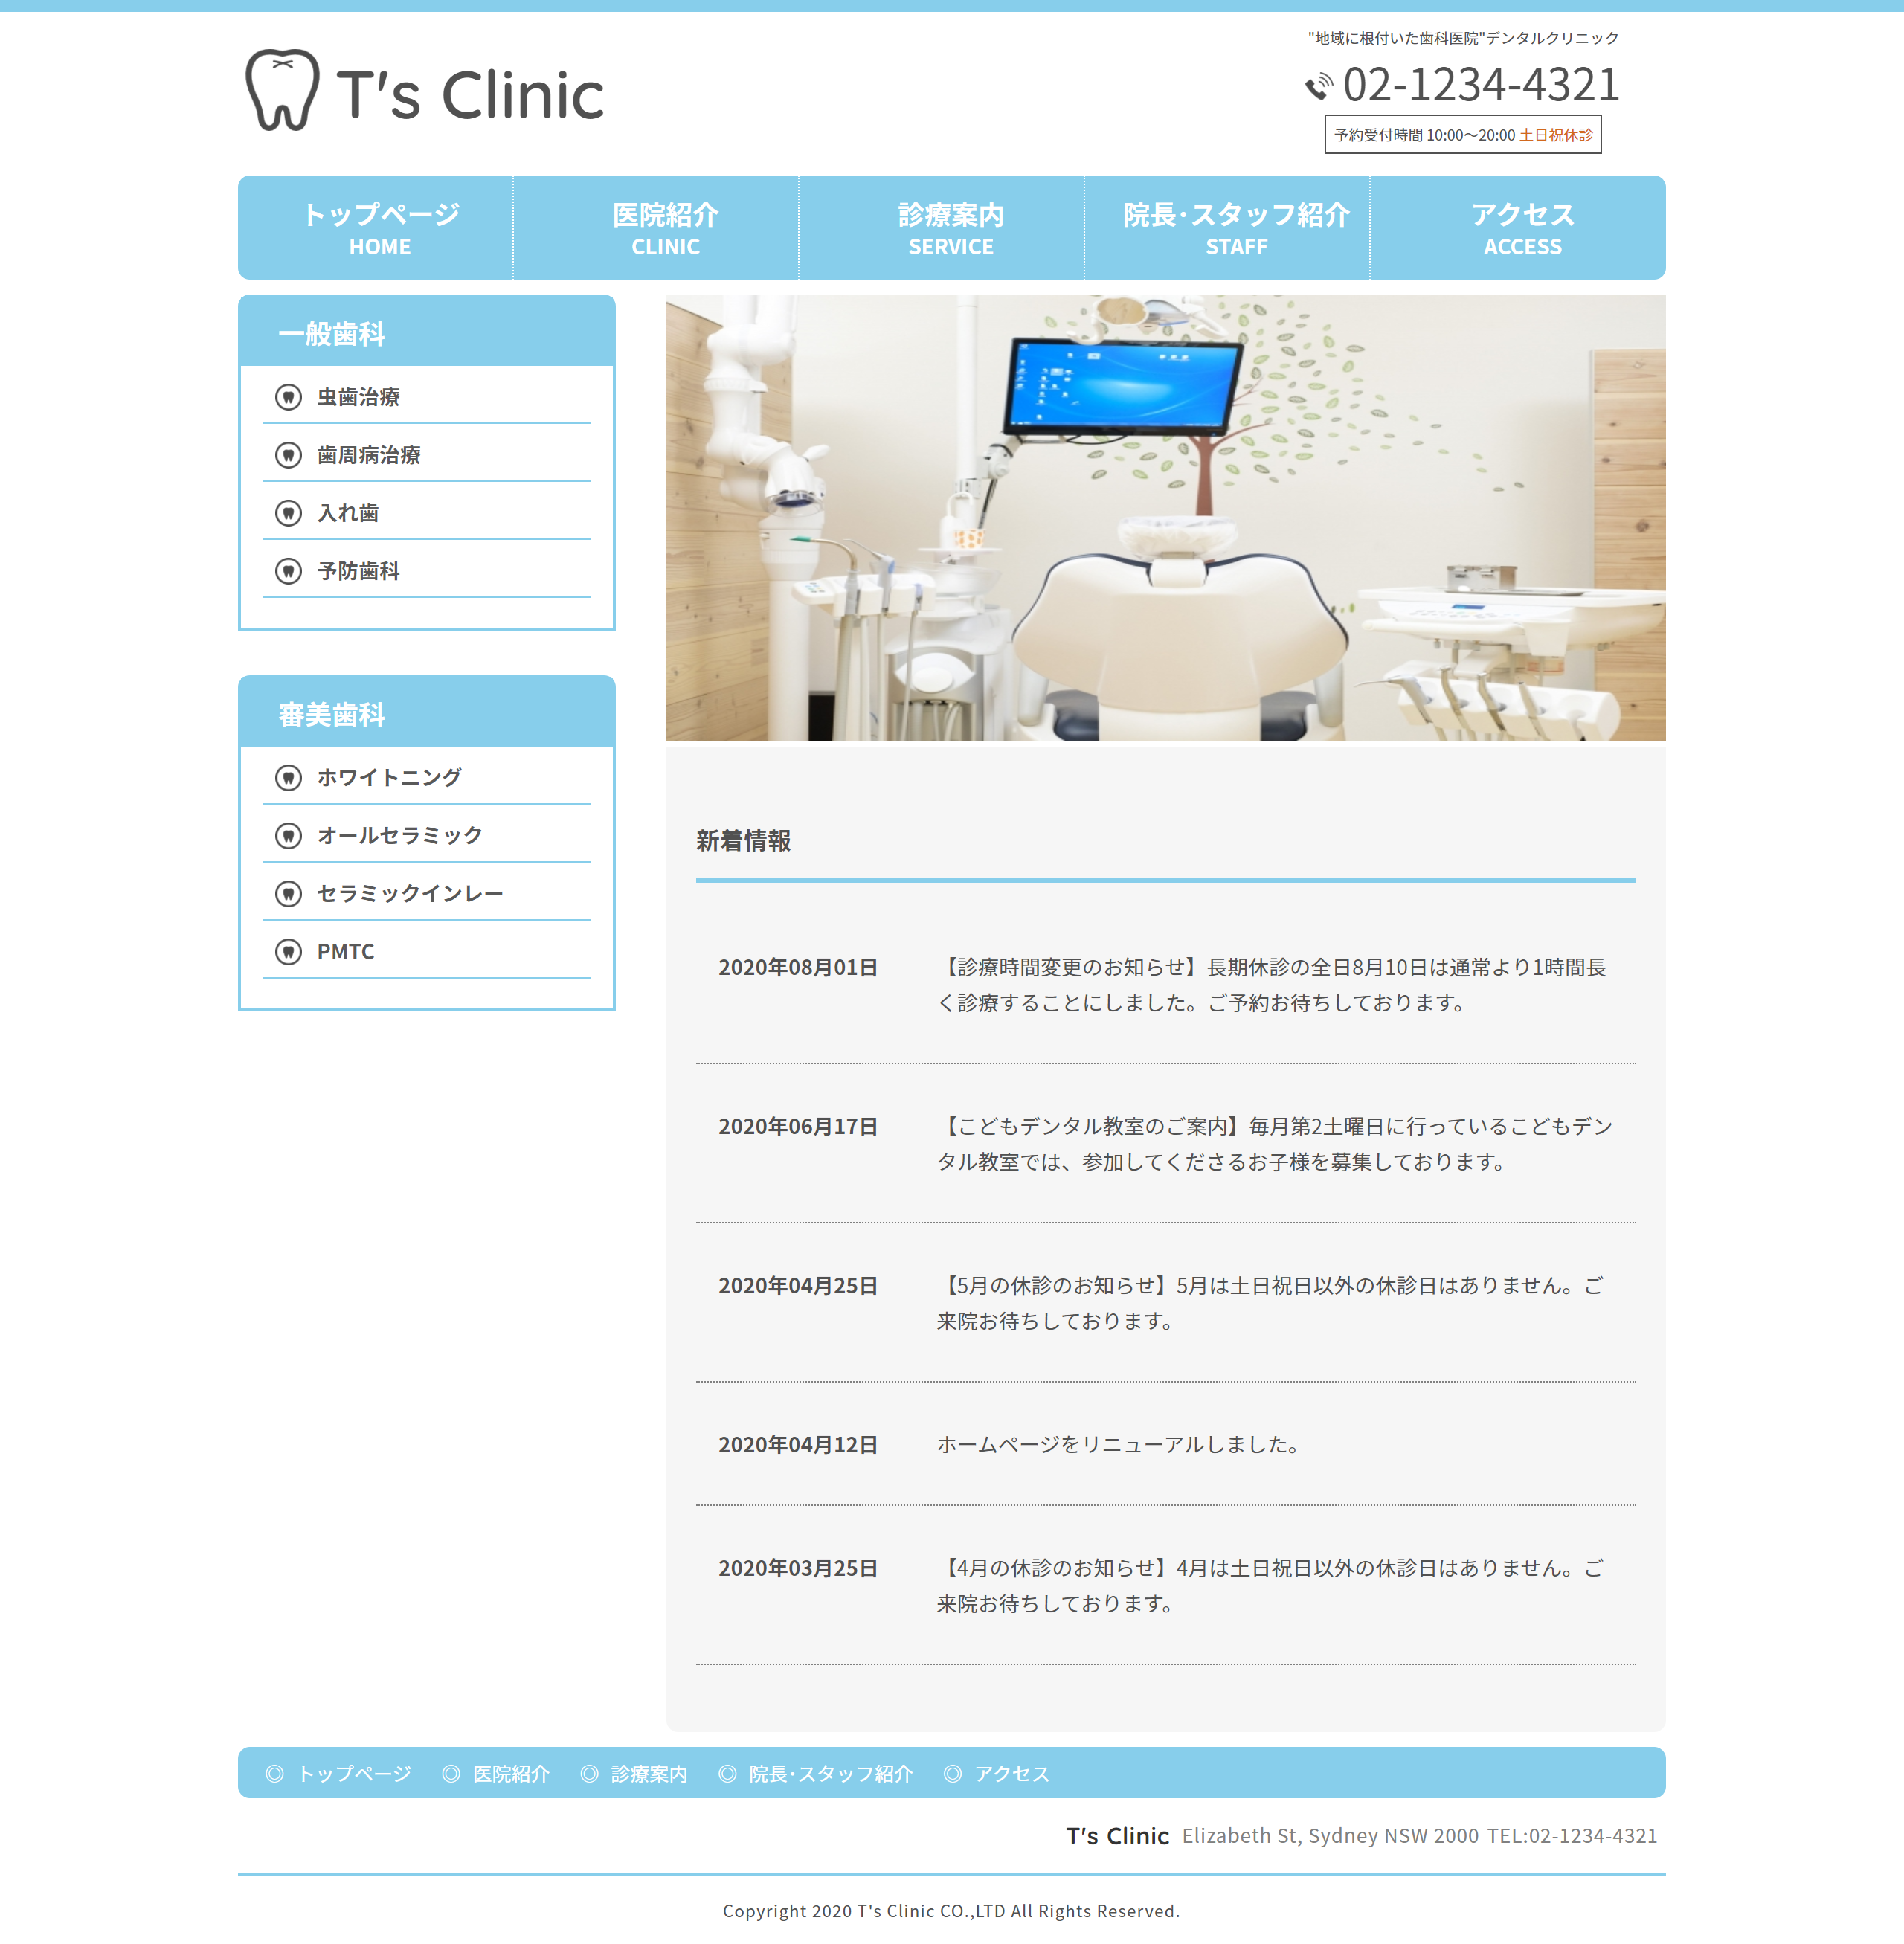 "地域に根付いた歯科医院"デンタルクリニック
T's Clinic
02-1234-4321
予約受付時間 10:00～20:00 土日祝休診
トップページ
HOME
医院紹介
CLINIC
診療案内
SERVICE
院長･スタッフ紹介
STAFF
アクセス
ACCESS
一般歯科
虫歯治療
歯周病治療
入れ歯
予防歯科
審美歯科
ホワイトニング
オールセラミック
セラミックインレー
PMTC
新着情報
2020年08月01日
【診療時間変更のお知らせ】長期休診の全日8月10日は通常より1時間長
く診療することにしました。ご予約お待ちしております。
2020年06月17日
【こどもデンタル教室のご案内】毎月第2土曜日に行っているこどもデン
タル教室では、参加してくださるお子様を募集しております。
2020年04月25日
【5月の休診のお知らせ】5月は土日祝日以外の休診日はありません。ご
来院お待ちしております。
2020年04月12日
ホームページをリニューアルしました。
2020年03月25日
【4月の休診のお知らせ】4月は土日祝日以外の休診日はありません。ご
来院お待ちしております。
◎ トップページ ◎ 医院紹介 ◎ 診療案内 ◎ 院長･スタッフ紹介 ◎ アクセス
T's Clinic Elizabeth St, Sydney NSW 2000 TEL:02-1234-4321
Copyright 2020 T's Clinic CO.,LTD All Rights Reserved.